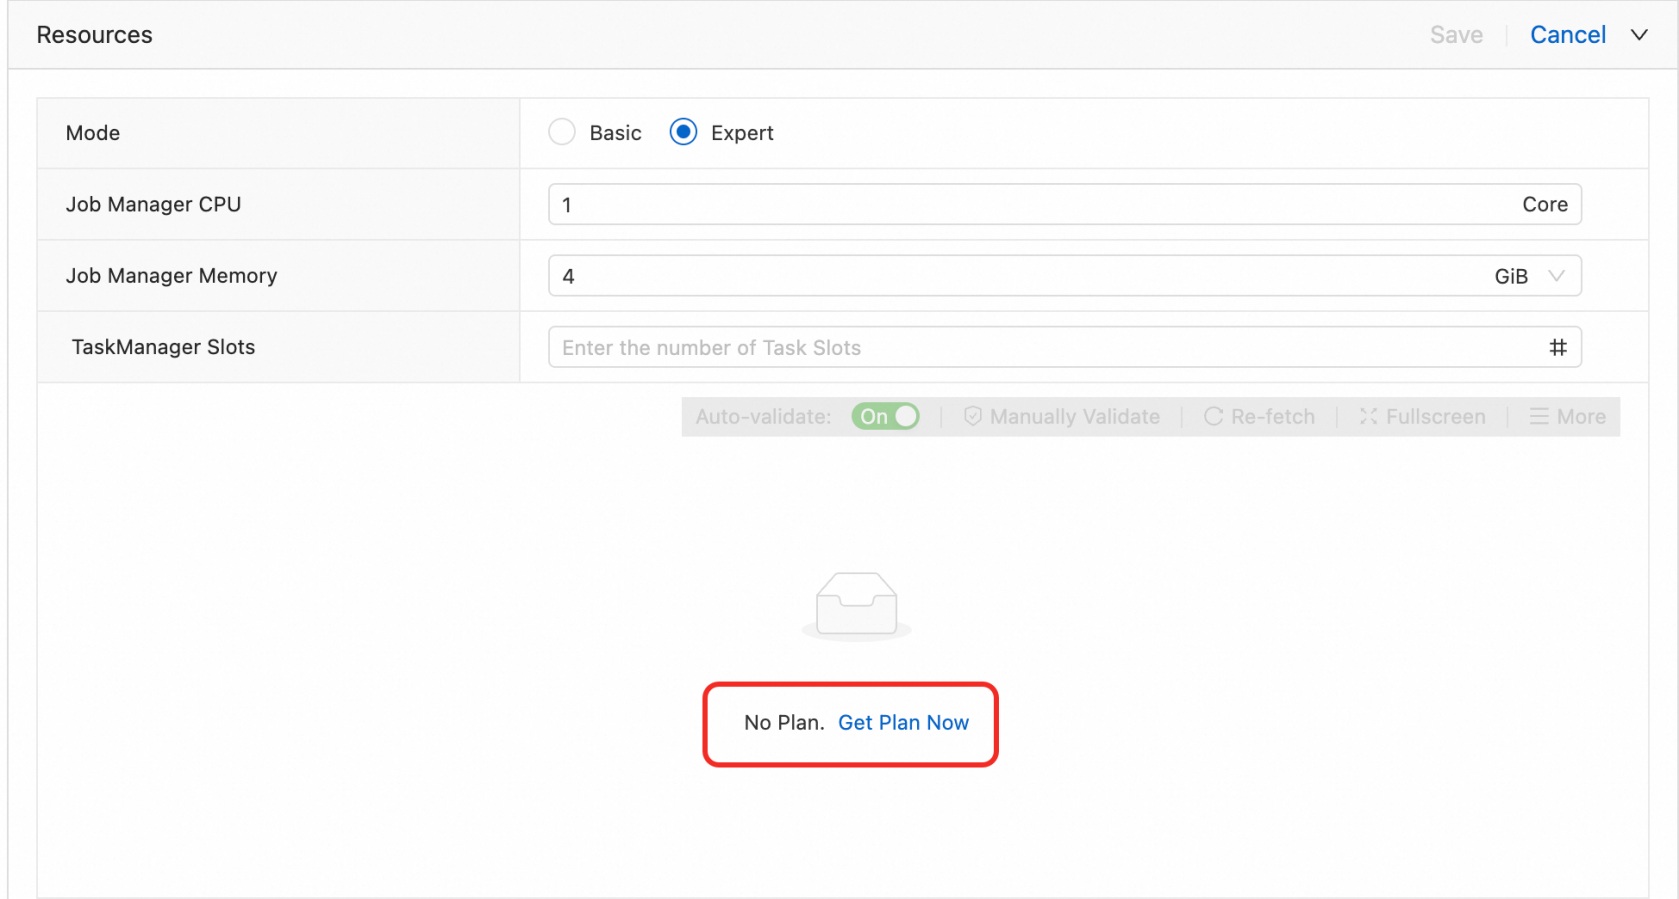 Resources Save Cancel
Mode Basic Expert
Job Manager CPU 1 Core
Job Manager Memory 4 GiB
TaskManager Slots Enter the number of Task Slots #
Auto-validate: On Manually Validate Re-fetch Fullscreen More
No Plan. Get Plan Now